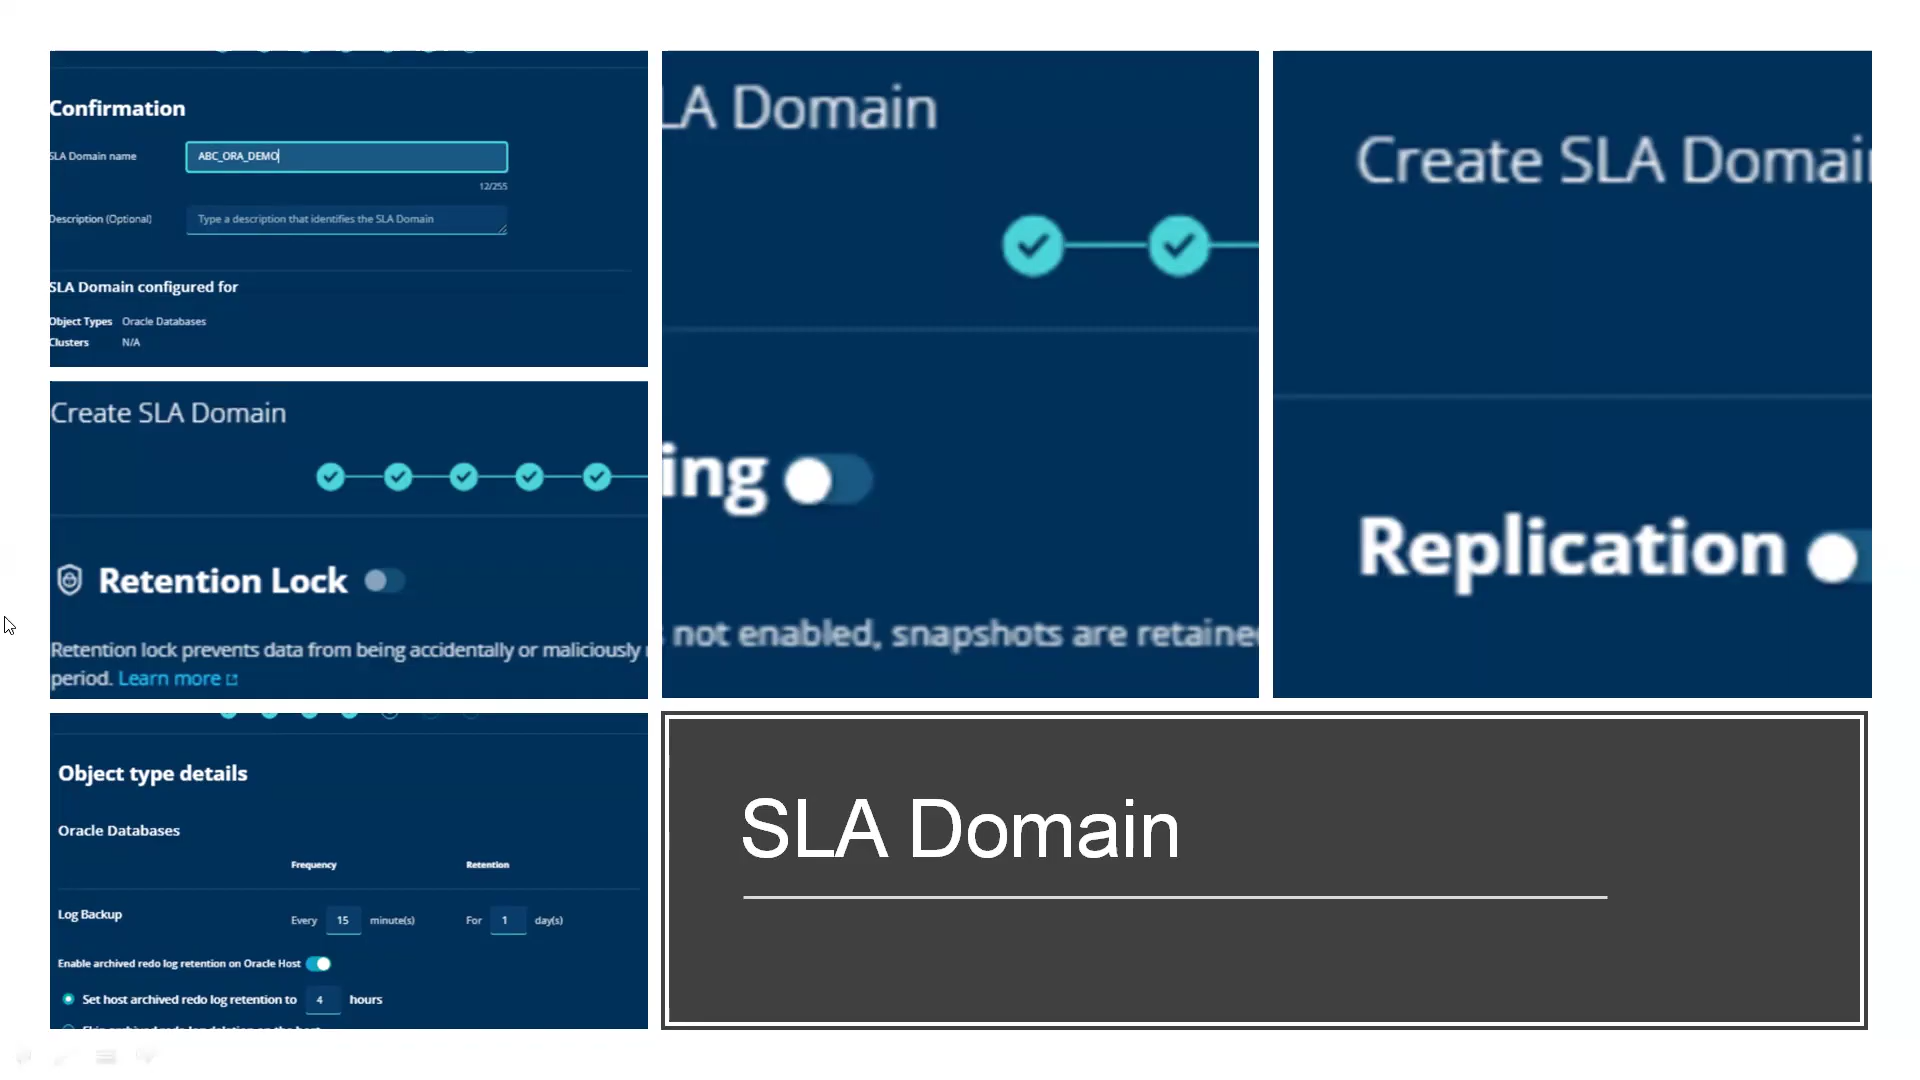 Confirmation
SLA Domain name
ABC_ORA_DEMO
12/255
Description (Optional)
Type a description that identifies the SLA Domain
SLA Domain configured for
Object Types Oracle Databases
Clusters N/A
Create SLA Domain
Retention Lock
Retention lock prevents data from being accidentally or maliciously
period. Learn more
Object type details
Oracle Databases
Frequency Retention
Log Backup Every 15 minute(s) For 1 day(s)
Enable archived redo log retention on Oracle Host
Set host archived redo log retention to 4 hours
LA Domain
ing
not enabled, snapshots are retaine
Create SLA Domai
Replication
SLA Domain